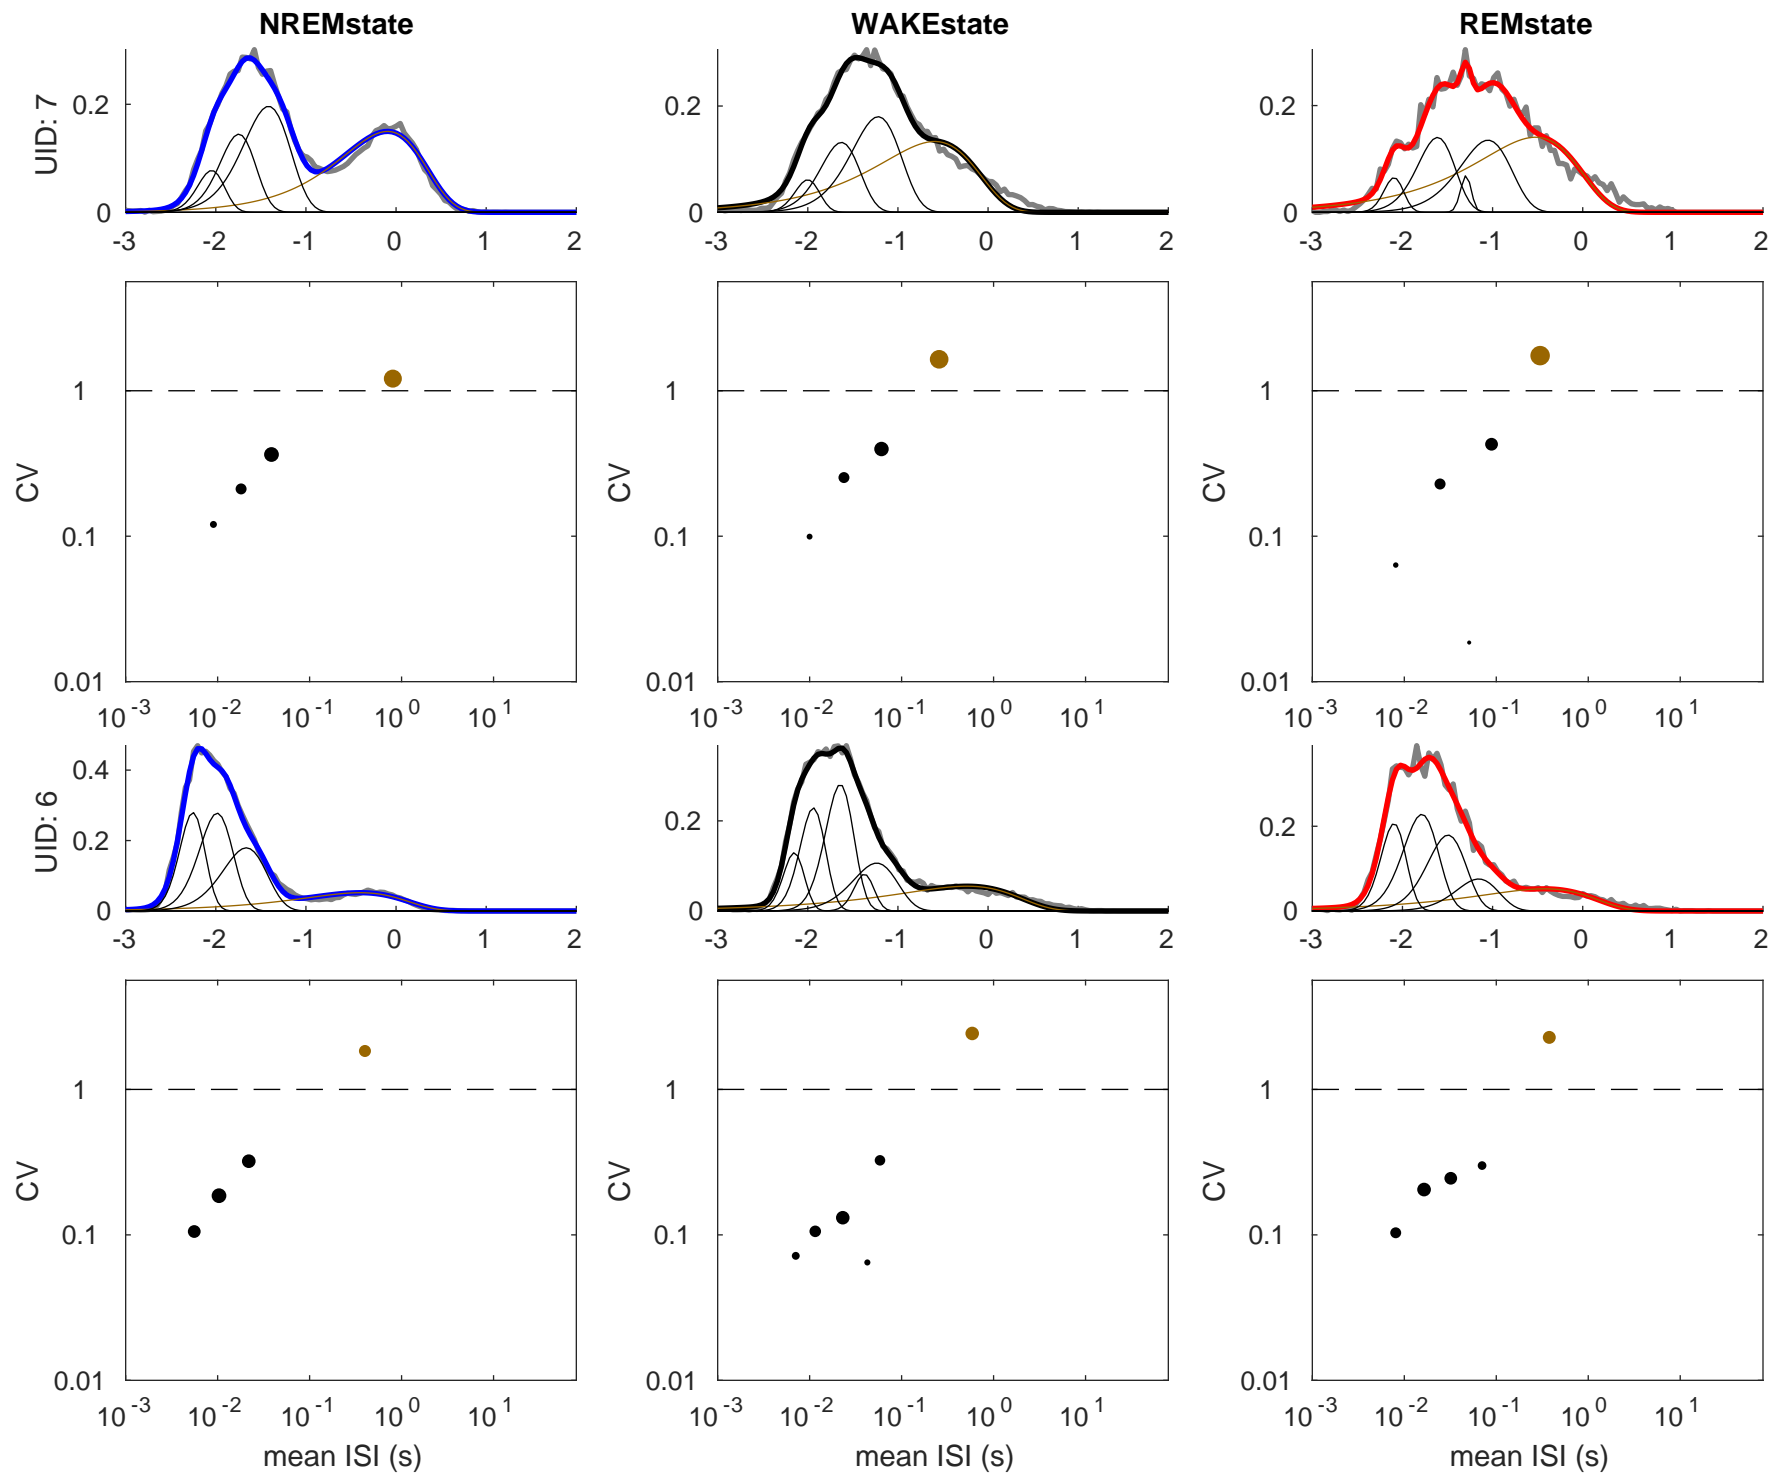 NREMstate WAKEstate REMstate
UID: 7
0.2 0.2 0.2
0 0 0
-3 -2 -1 0 1 2 -3 -2 -1 0 1 2 -3 -2 -1 0 1 2
1 1 1
CV CV CV
0.1 0.1 0.1
0.01 0.01 0.01
10^-3 10^-2 10^-1 10^0 10^1 10^-3 10^-2 10^-1 10^0 10^1 10^-3 10^-2 10^-1 10^0 10^1
UID: 6
0.4
0.2 0.2 0.2
0 0 0
-3 -2 -1 0 1 2 -3 -2 -1 0 1 2 -3 -2 -1 0 1 2
1 1 1
CV CV CV
0.1 0.1 0.1
0.01 0.01 0.01
10^-3 10^-2 10^-1 10^0 10^1 10^-3 10^-2 10^-1 10^0 10^1 10^-3 10^-2 10^-1 10^0 10^1
mean ISI (s) mean ISI (s) mean ISI (s)